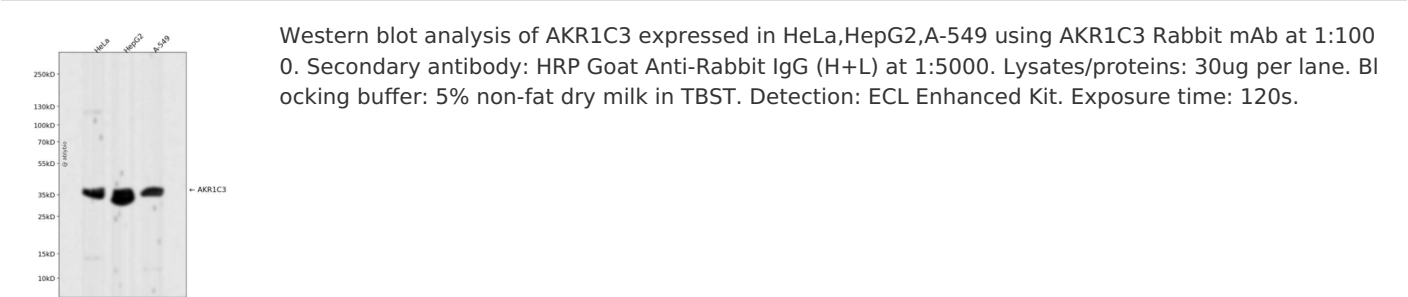 HeLa
HepG2
A-549
250kD
130kD
100kD
70kD
55kD
35kD
25kD
15kD
10kD
← AKR1C3
Western blot analysis of AKR1C3 expressed in HeLa,HepG2,A-549 using AKR1C3 Rabbit mAb at 1:100
0. Secondary antibody: HRP Goat Anti-Rabbit IgG (H+L) at 1:5000. Lysates/proteins: 30ug per lane. Bl
ocking buffer: 5% non-fat dry milk in TBST. Detection: ECL Enhanced Kit. Exposure time: 120s.